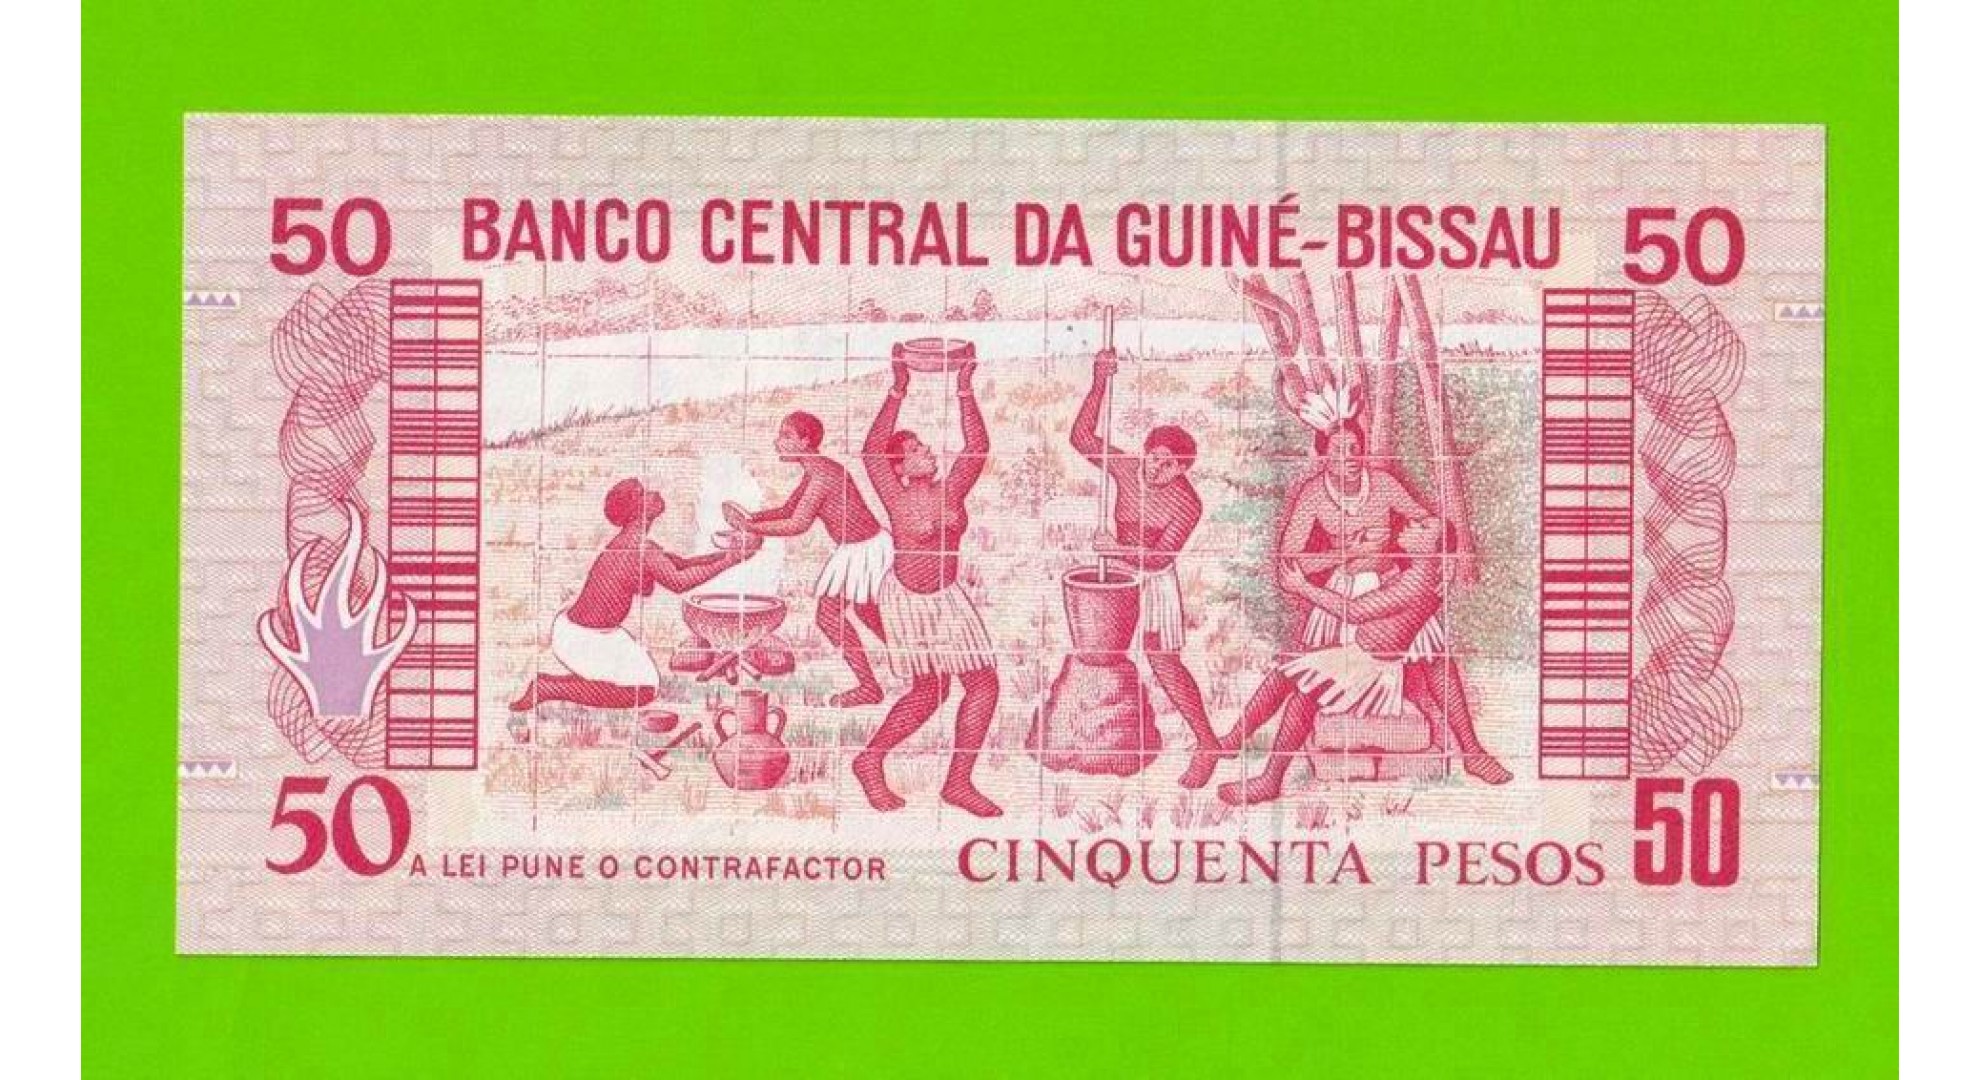 50 BANCO CENTRAL DA GUINÉ-BISSAU 50
50 A LEI PUNE O CONTRAFACTOR CINQUENTA PESOS 50